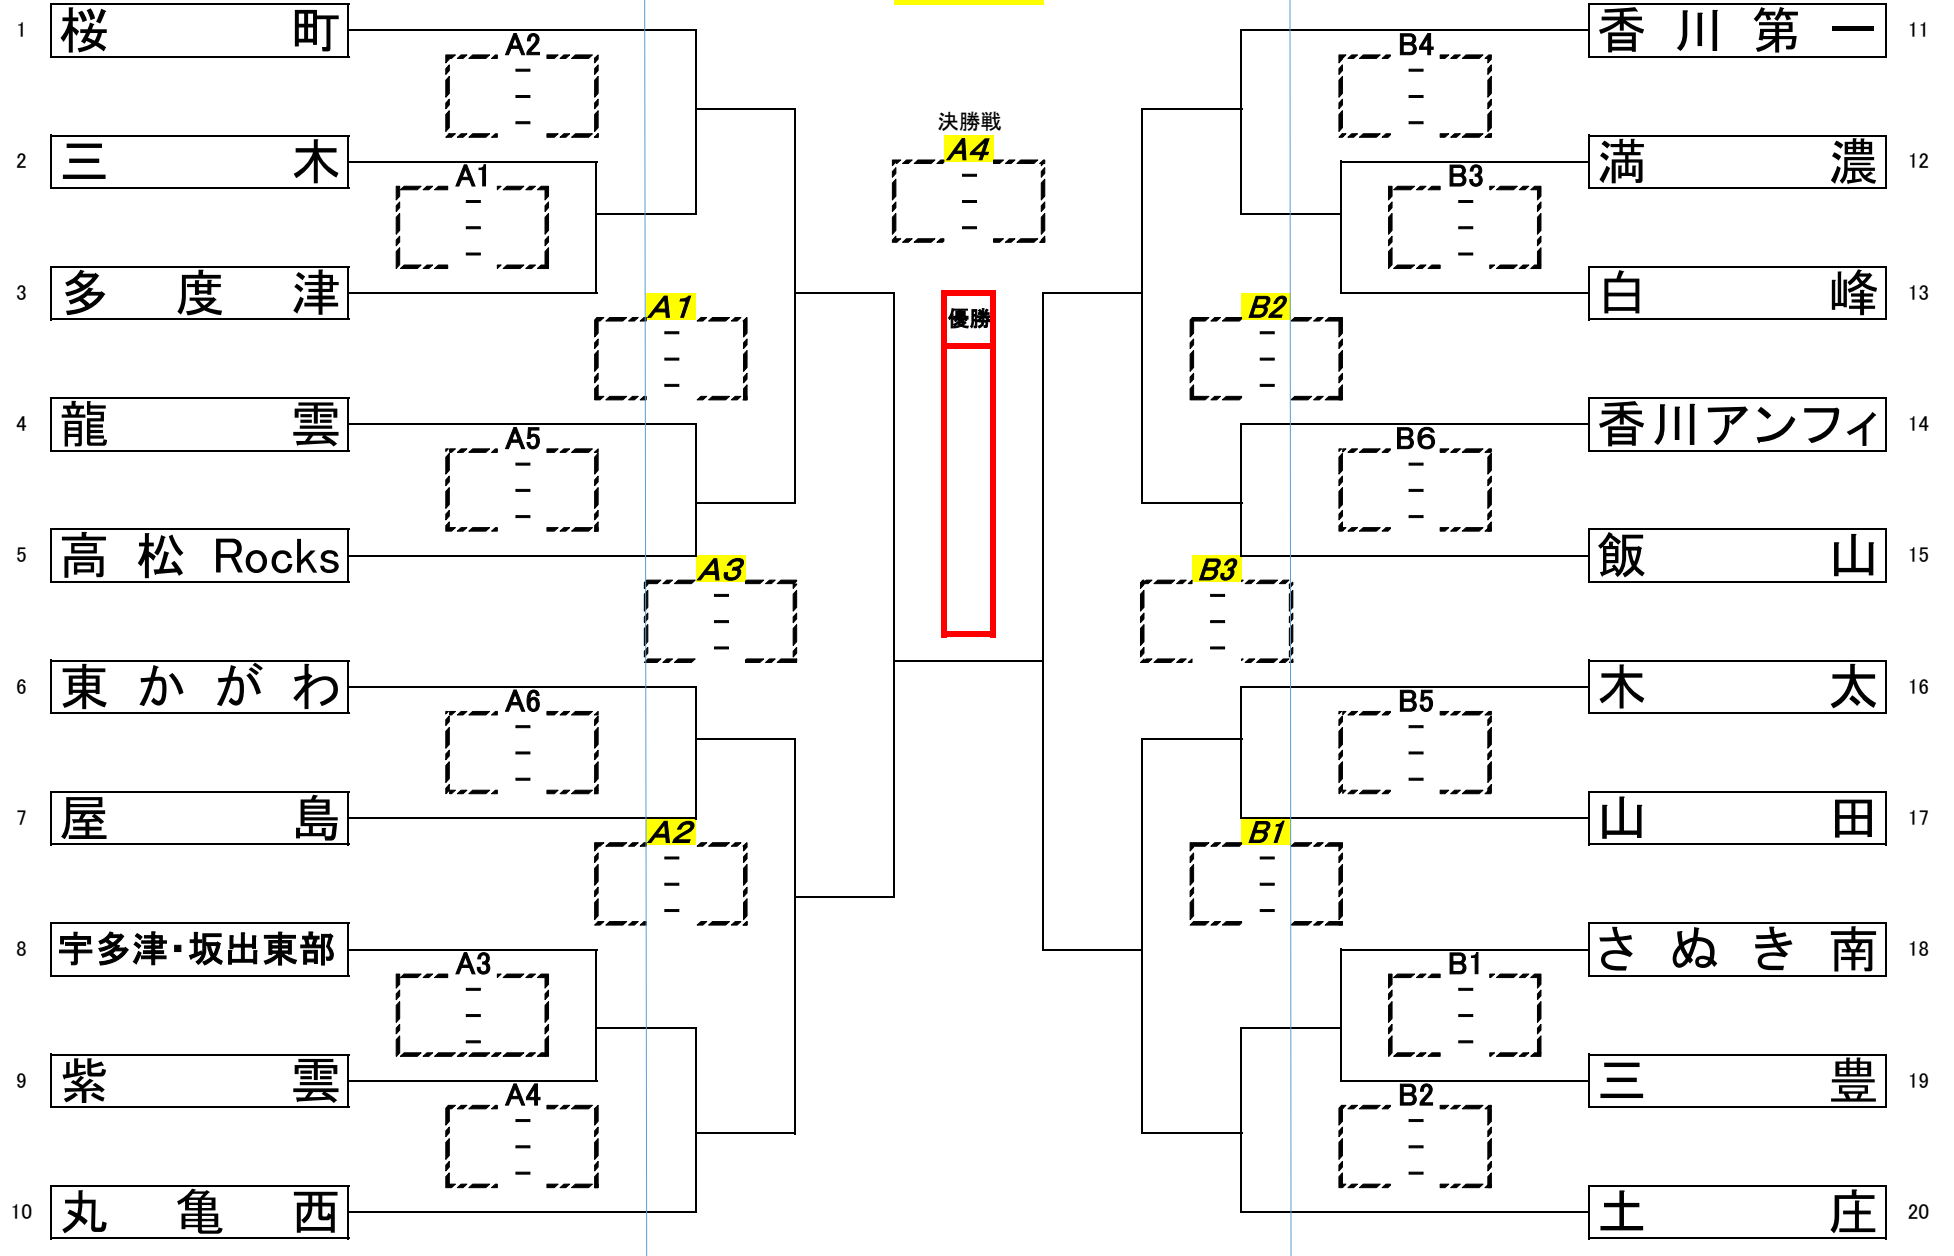 1 桜町
A2
2 三木
A1
3 多度津
A1
4 龍雲
A5
5 高松Rocks
A3
6 東かがわ
A6
7 屋島
A2
8 宇多津・坂出東部
A3
9 紫雲
A4
10 丸亀西
決勝戦
A4
優勝
香川第一 11
B4
満濃 12
B3
白峰 13
B2
香川アンフィ 14
B6
飯山 15
B3
木太 16
B5
山田 17
B1
さぬき南 18
B1
三豊 19
B2
土庄 20